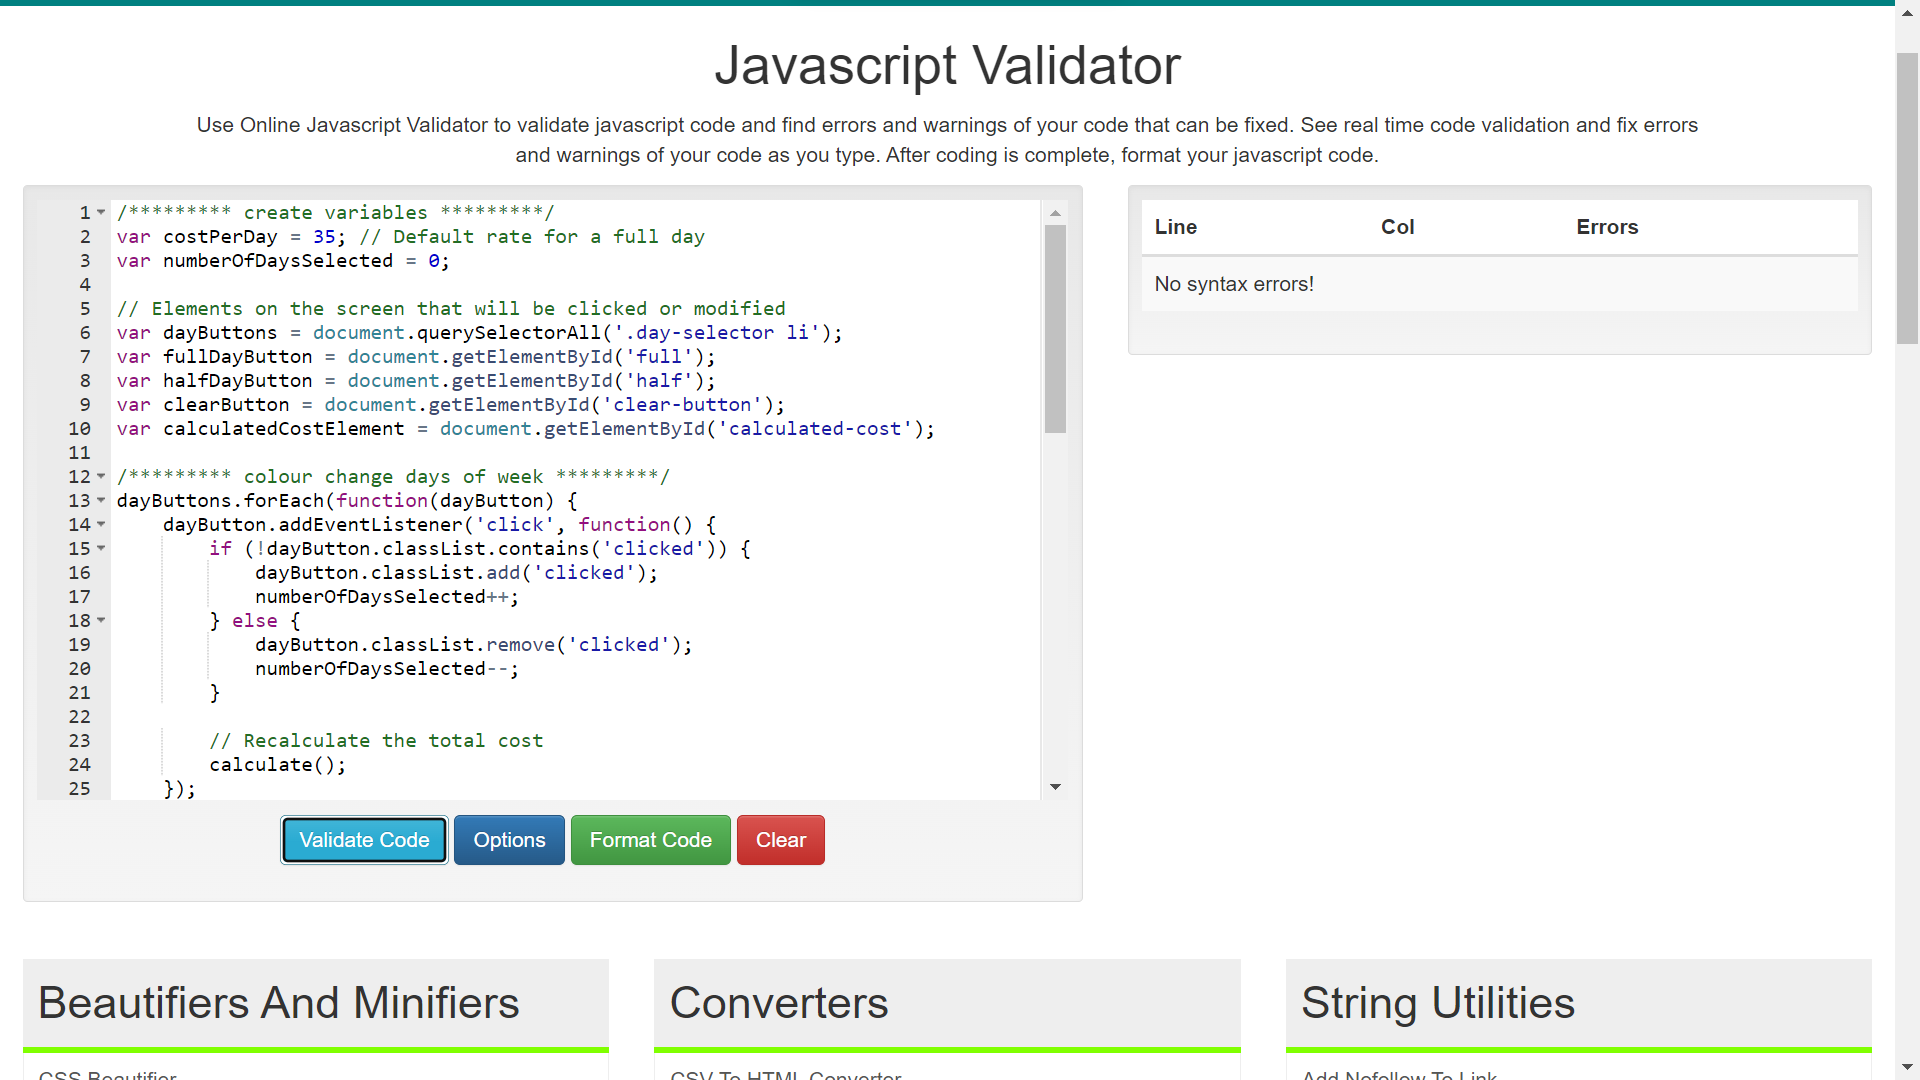 Javascript Validator
Use Online Javascript Validator to validate javascript code and find errors and warnings of your code that can be fixed. See real time code validation and fix errors
and warnings of your code as you type. After coding is complete, format your javascript code.
1 /********* create variables *********/
2 var costPerDay = 35; // Default rate for a full day
3 var numberOfDaysSelected = 0;
4
5 // Elements on the screen that will be clicked or modified
6 var dayButtons = document.querySelectorAll('.day-selector li');
7 var fullDayButton = document.getElementById('full');
8 var halfDayButton = document.getElementById('half');
9 var clearButton = document.getElementById('clear-button');
10 var calculatedCostElement = document.getElementById('calculated-cost');
11
12 /********* colour change days of week *********/
13 dayButtons.forEach(function(dayButton) {
14     dayButton.addEventListener('click', function() {
15         if (!dayButton.classList.contains('clicked')) {
16             dayButton.classList.add('clicked');
17             numberOfDaysSelected++;
18         } else {
19             dayButton.classList.remove('clicked');
20             numberOfDaysSelected--;
21         }
22
23         // Recalculate the total cost
24         calculate();
25     });
Validate Code Options Format Code Clear
Line Col Errors
No syntax errors!
Beautifiers And Minifiers
CSS Beautifier
Converters
CSV To HTML Converter
String Utilities
Add Nofollow To Link